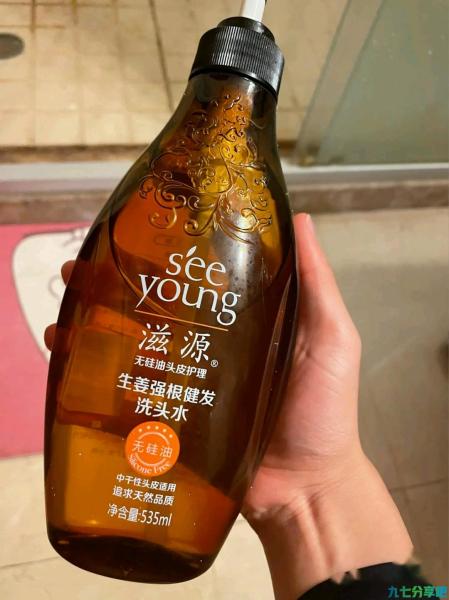 see
young
滋源®
无硅油头皮护理
生姜强根健发
洗头水
无硅油
Silicone Free
中干性头皮适用
追求天然品质
净含量:535ml
九七分享吧